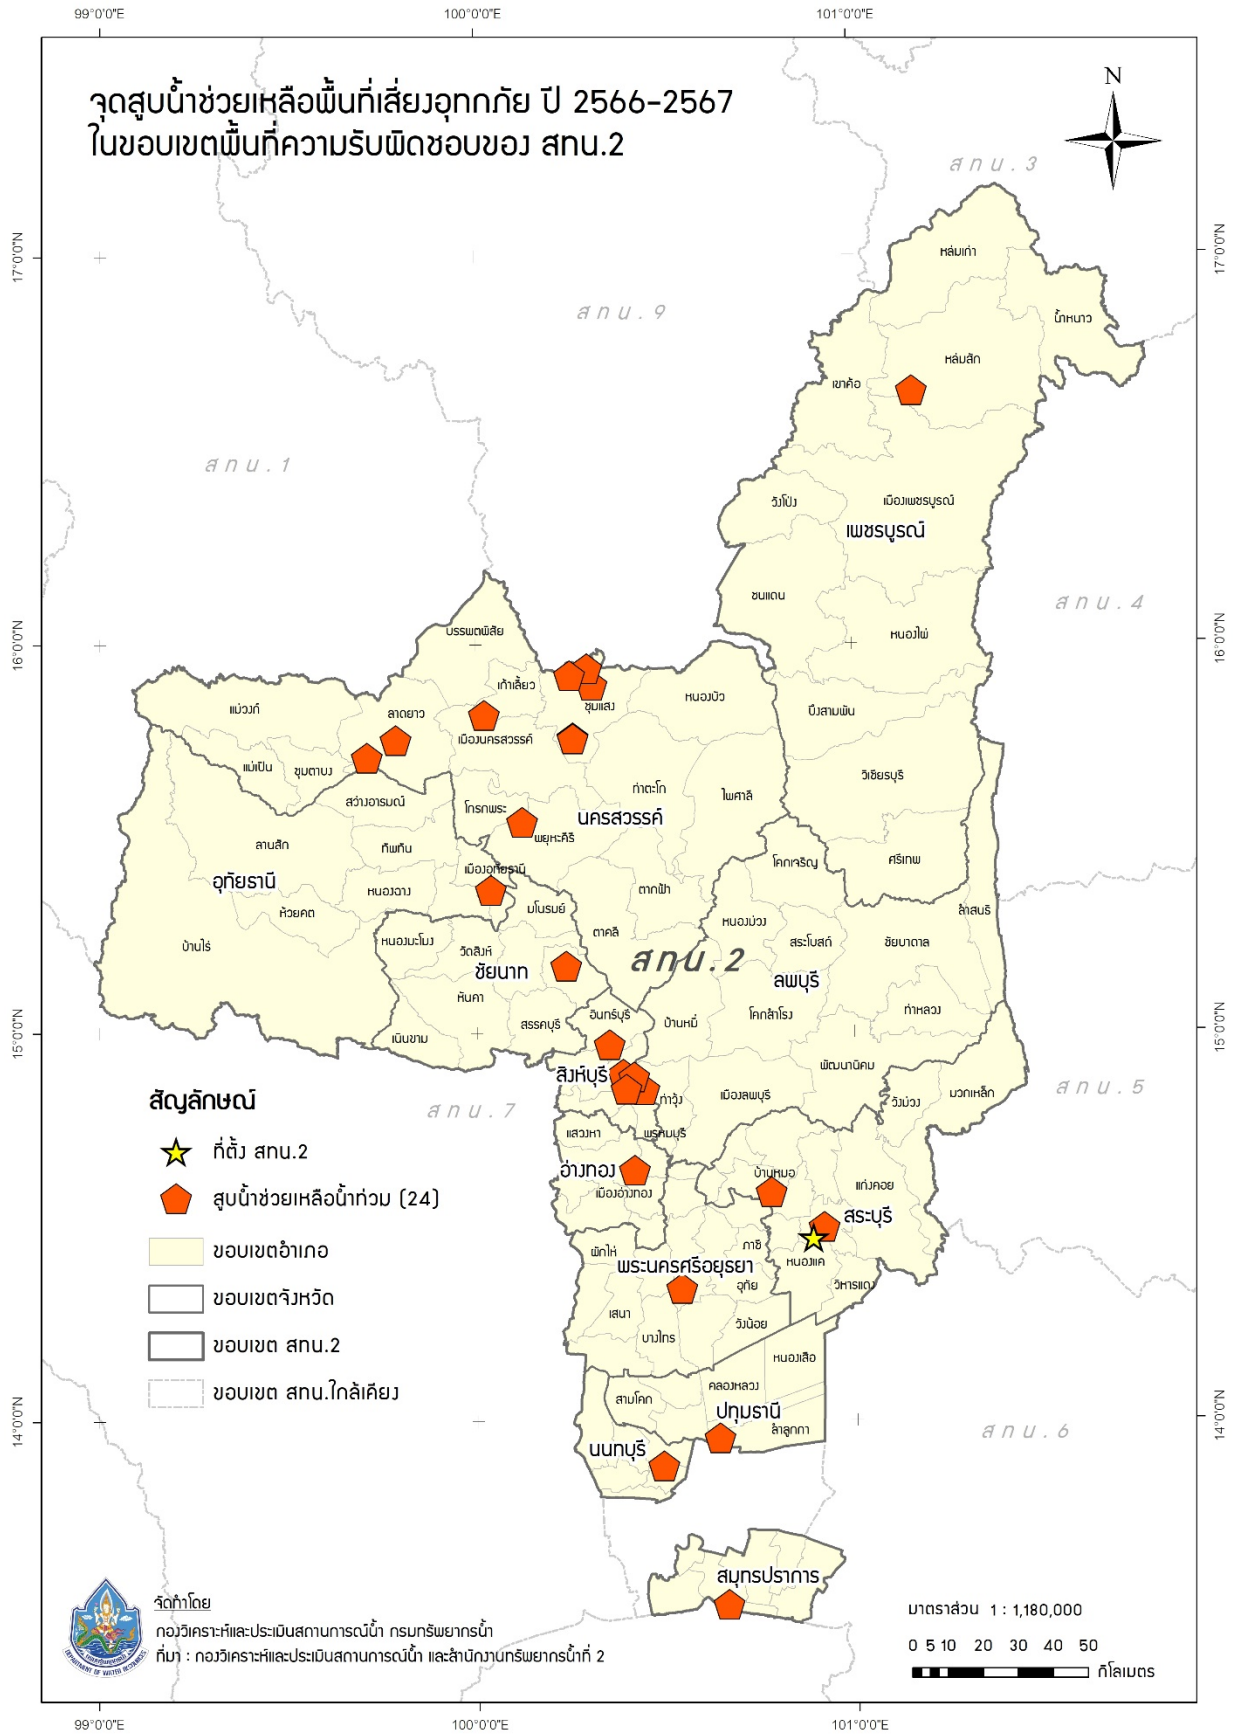 99°0'0"E 100°0'0"E 101°0'0"E
จุดสูบน้ำช่วยเหลือพื้นที่เสี่ยงอุทกภัย ปี 2566-2567
ในขอบเขตพื้นที่ความรับผิดชอบของ สทน.2
N
สทน.3
17°0'0"N
17°0'0"N
หล่มเก่า
น้ำหนาว
สทน.9
หล่มสัก
เขาค้อ
สทน.1
วังโป่ง
เมืองเพชรบูรณ์
เพชรบูรณ์
ชนแดน
สทน.4
บรรพตพิสัย
หนองไผ่
16°0'0"N
16°0'0"N
เก้าเลี้ยว
หนองบัว
ชุมแสง
แม่วงก์
ลาดยาว
บึงสามพัน
เมืองนครสวรรค์
แม่เปิน
ชุมตาบง
วิเชียรบุรี
ท่าตะโก
ไพศาลี
สว่างอารมณ์
โกรกพระ
นครสวรรค์
พยุหะคีรี
ลานสัก
ทัพทัน
โคกเจริญ
ศรีเทพ
เมืองอุทัยธานี
อุทัยธานี
หนองฉาง
ตากฟ้า
ห้วยคต
มโนรมย์
หนองม่วง
ลำสนธิ
บ้านไร่
หนองมะโมง
วัดสิงห์
ตาคลี
สระโบสถ์
ชัยบาดาล
สทน.2
ชัยนาท
ลพบุรี
หันคา
โคกสำโรง
ท่าหลวง
อินทร์บุรี
บ้านหมี่
สรรคบุรี
เนินขาม
15°0'0"N
15°0'0"N
พัฒนานิคม
สิงห์บุรี
เมืองลพบุรี
มวกเหล็ก
วังม่วง
สทน.5
ท่าวุ้ง
สัญลักษณ์
สทน.7
แสวงหา
พรหมบุรี
ที่ตั้ง สทน.2
อ่างทอง
บ้านหมอ
แก่งคอย
เมืองอ่างทอง
สูบน้ำช่วยเหลือน้ำท่วม (24)
สระบุรี
ขอบเขตอำเภอ
ผักไห่
ภาชี
หนองแค
พระนครศรีอยุธยา
อุทัย
วิหารแดง
ขอบเขตจังหวัด
เสนา
วังน้อย
บางไทร
ขอบเขต สทน.2
หนองเสือ
ขอบเขต สทน.ใกล้เคียง
คลองหลวง
สามโคก
ปทุมธานี
14°0'0"N
14°0'0"N
ลำลูกกา
สทน.6
นนทบุรี
สมุทรปราการ
จัดทำโดย
กองวิเคราะห์และประเมินสถานการณ์น้ำ กรมทรัพยากรน้ำ
ที่มา : กองวิเคราะห์และประเมินสถานการณ์น้ำ และสำนักงานทรัพยากรน้ำที่ 2
DEPARTMENT OF WATER RESOURCES
มาตราส่วน 1 : 1,180,000
0 5 10 20 30 40 50
กิโลเมตร
99°0'0"E 100°0'0"E 101°0'0"E